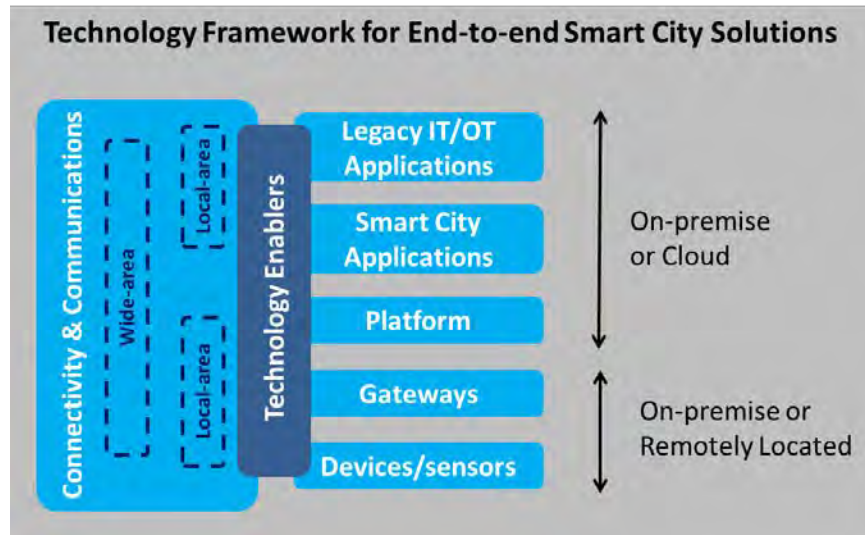 Technology Framework for End-to-end Smart City Solutions
Connectivity & Communications
Wide-area
Local-area
Local-area
Technology Enablers
Legacy IT/OT
Applications
Smart City
Applications
Platform
Gateways
Devices/sensors
On-premise
or Cloud
On-premise or
Remotely Located